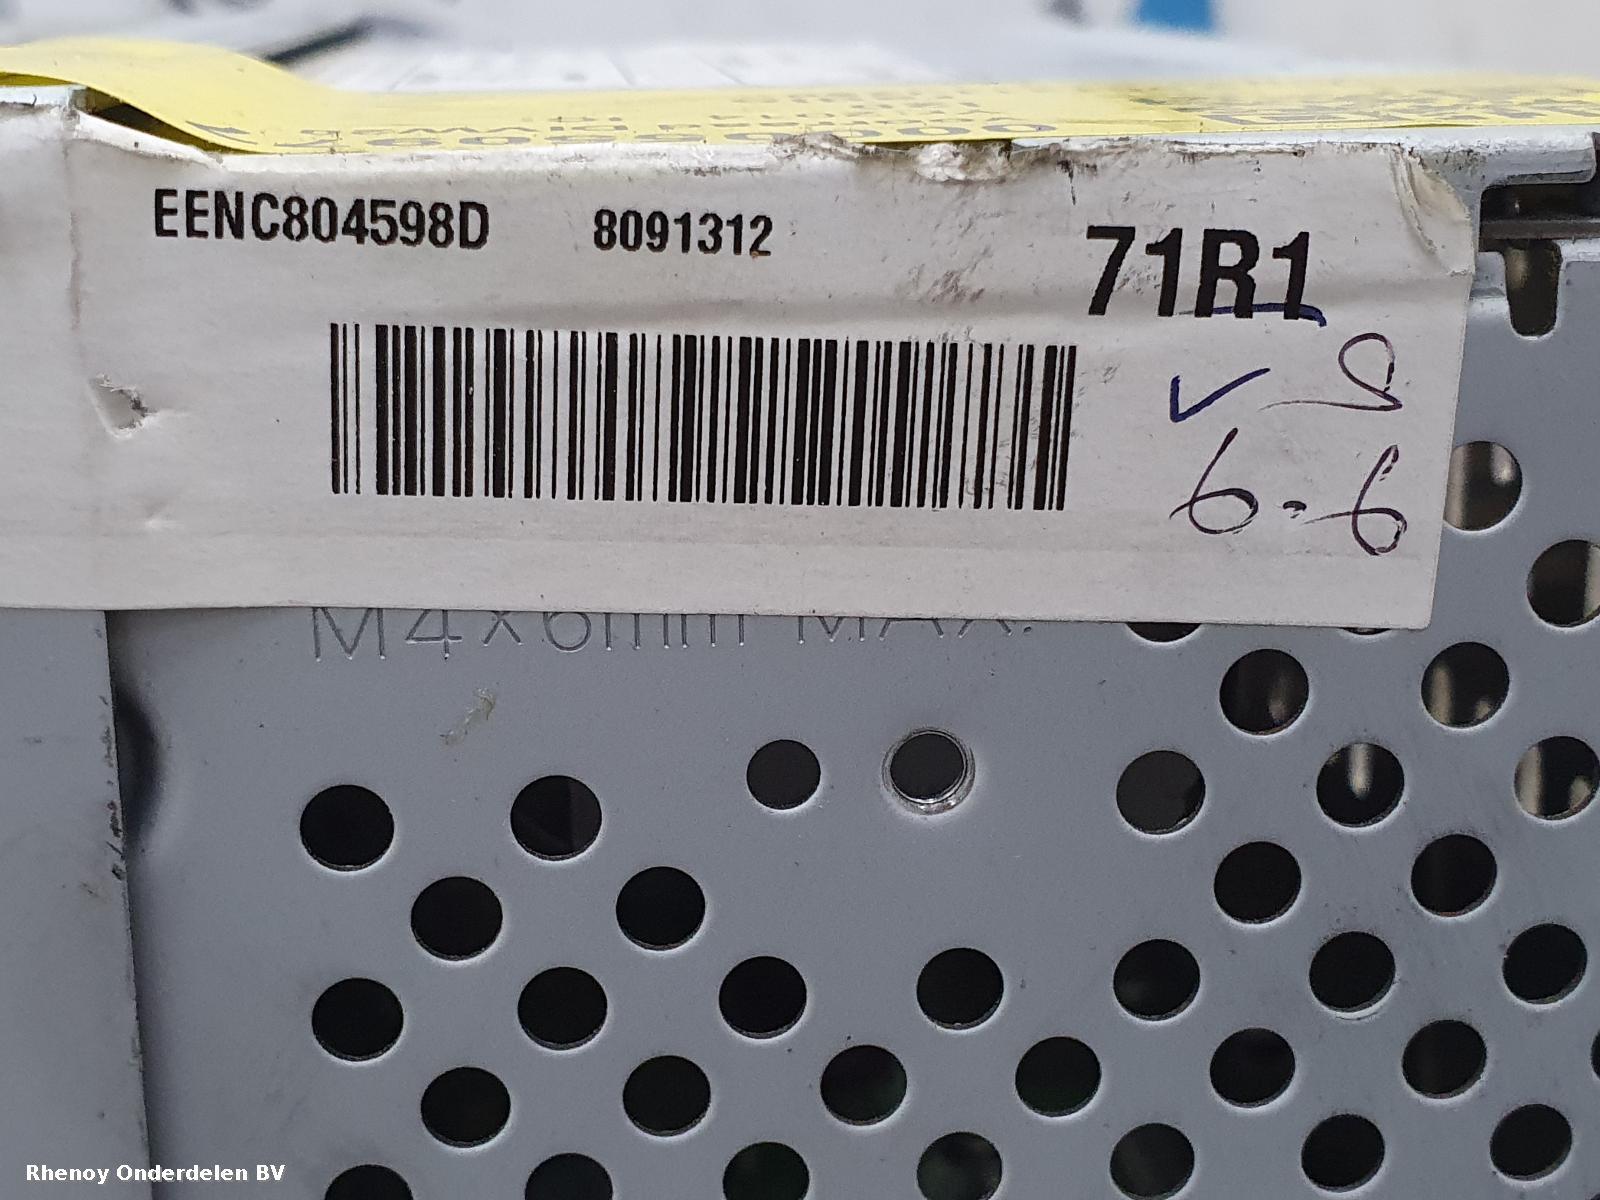 EENC804598D 8091312 71R1
6-6
M4x6mm MAX.
Rhenoy Onderdelen BV